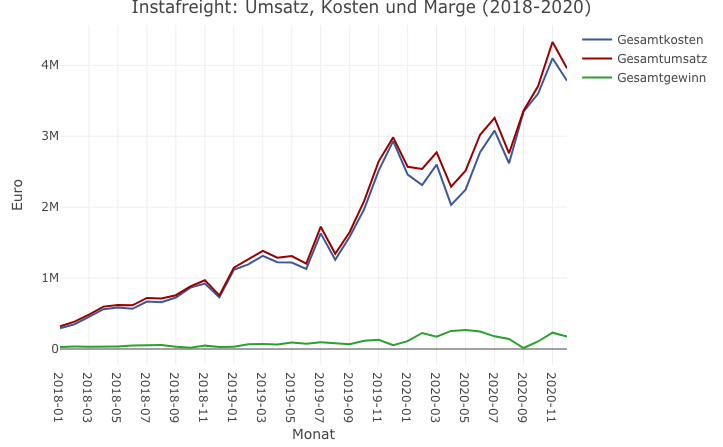 Instafreight: Umsatz, Kosten und Marge (2018-2020)
Gesamtkosten
Gesamtumsatz
Gesamtgewinn
Euro
4M
3M
2M
1M
0
2018-01
2018-03
2018-05
2018-07
2018-09
2018-11
2019-01
2019-03
2019-05
2019-07
2019-09
2019-11
2020-01
2020-03
2020-05
2020-07
2020-09
2020-11
Monat